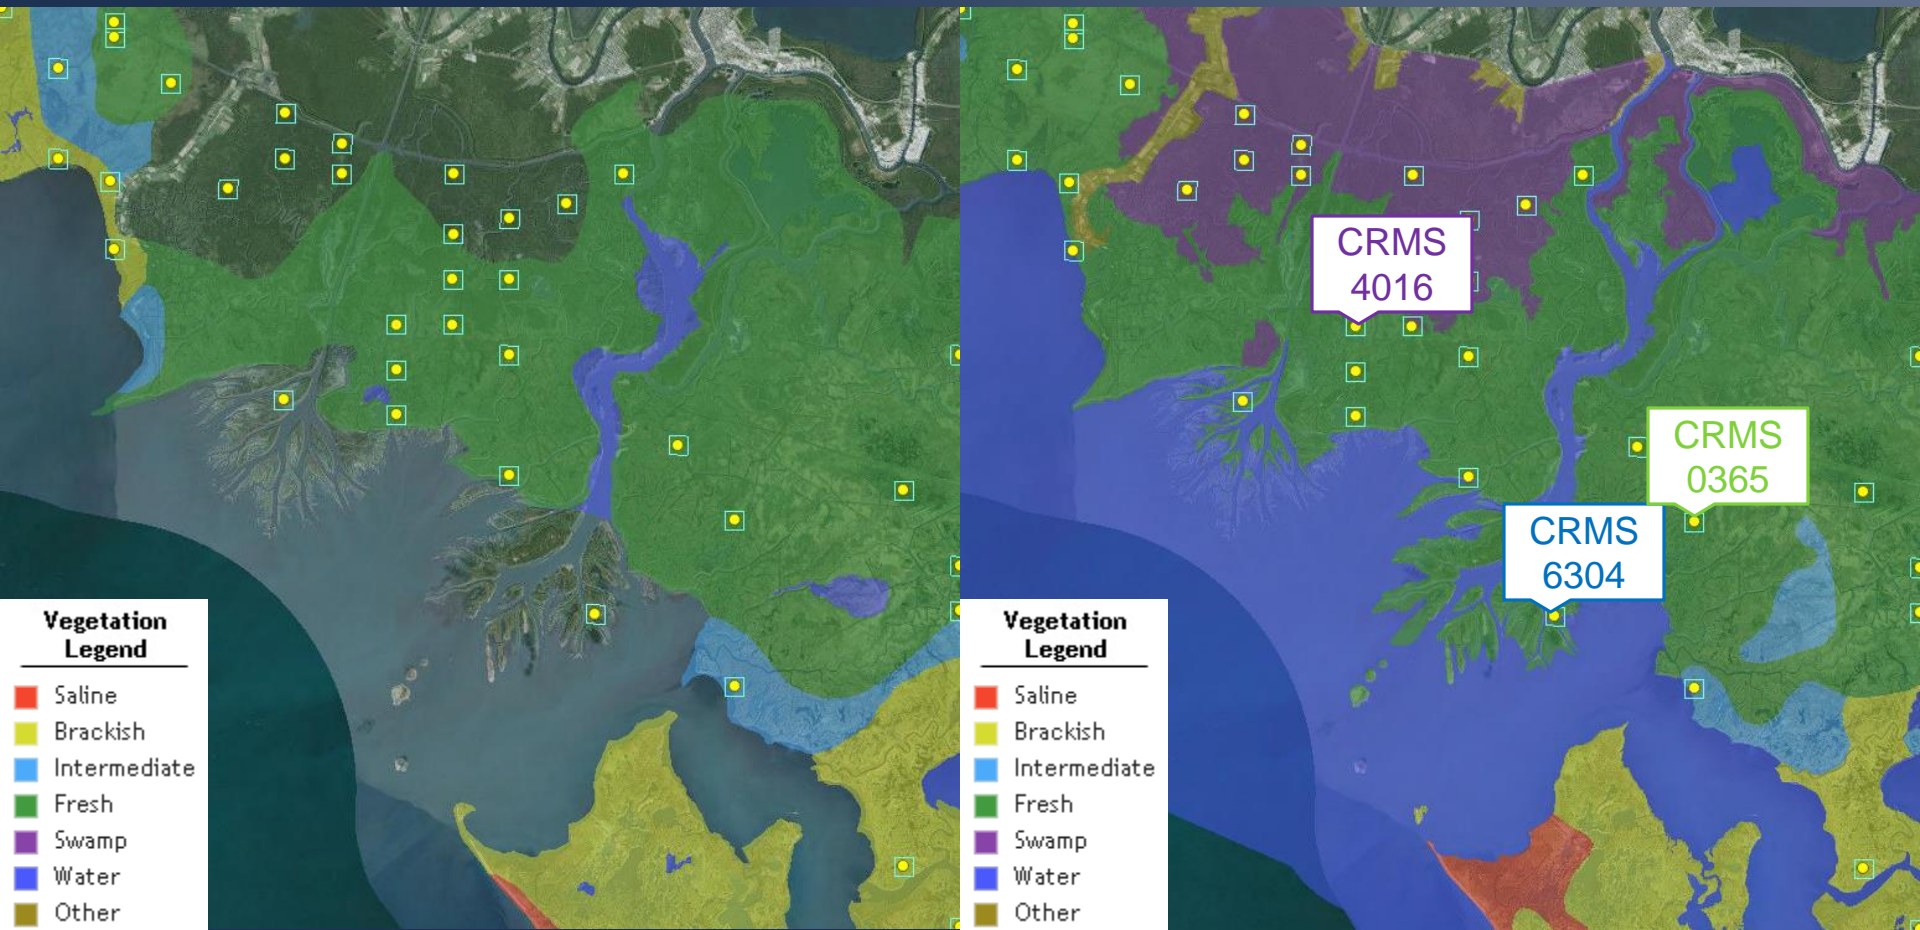 CRMS
4016
CRMS
0365
CRMS
6304
Vegetation
Legend
Saline
Brackish
Intermediate
Fresh
Swamp
Water
Other
Vegetation
Legend
Saline
Brackish
Intermediate
Fresh
Swamp
Water
Other